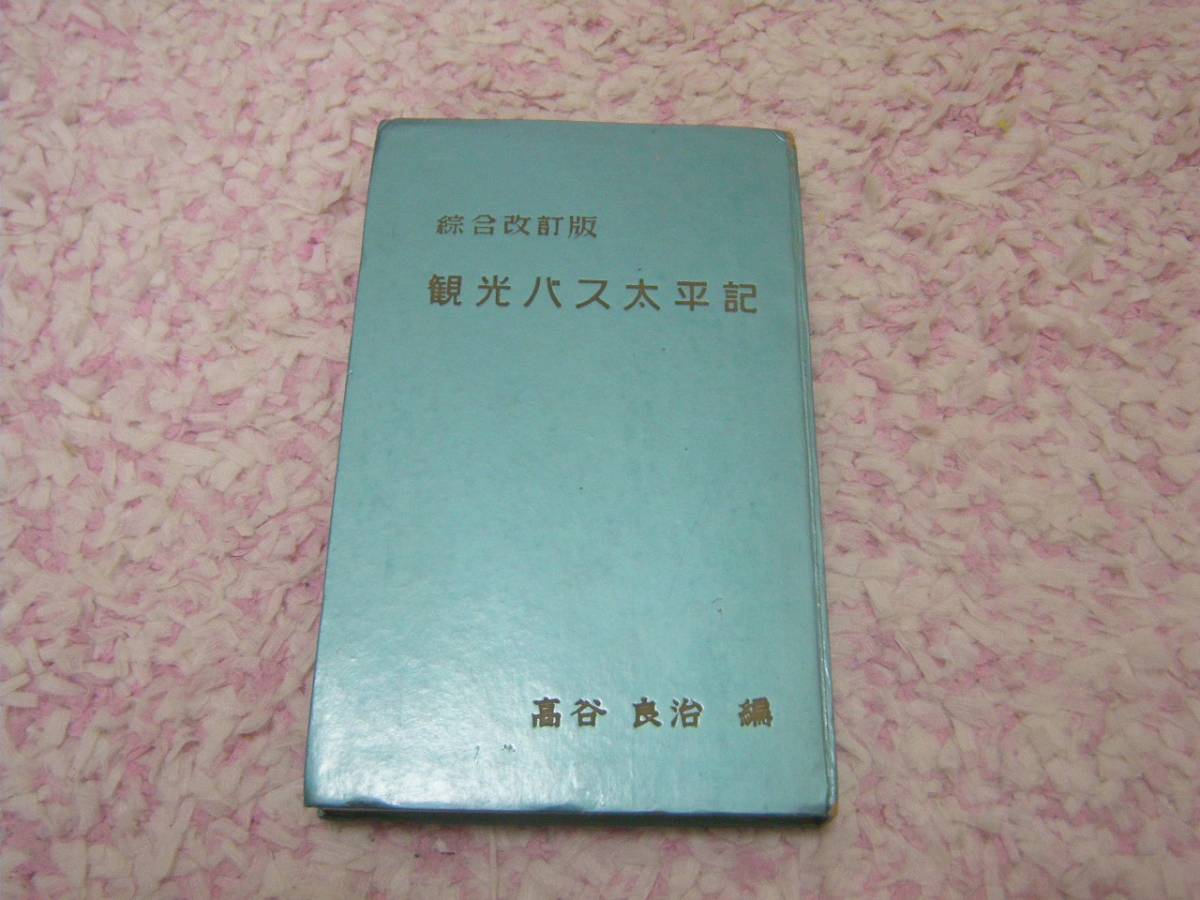 綜合改訂版
観光バス太平記
高谷 良治 編